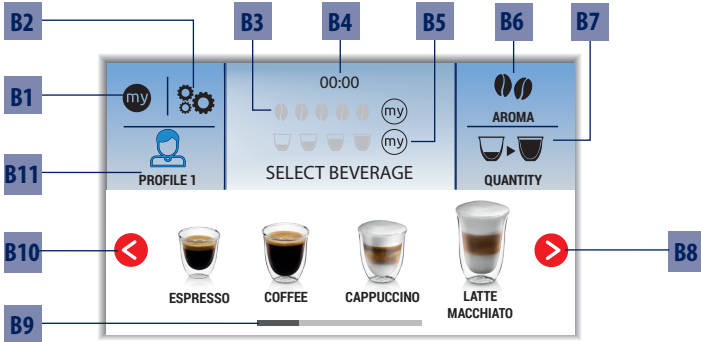 B2
B3
B4
B5
B6
B7
B1
my
00:00
my
AROMA
my
SELECT BEVERAGE
B11
PROFILE 1
QUANTITY
B10
B8
ESPRESSO
COFFEE
CAPPUCCINO
LATTE
MACCHIATO
B9